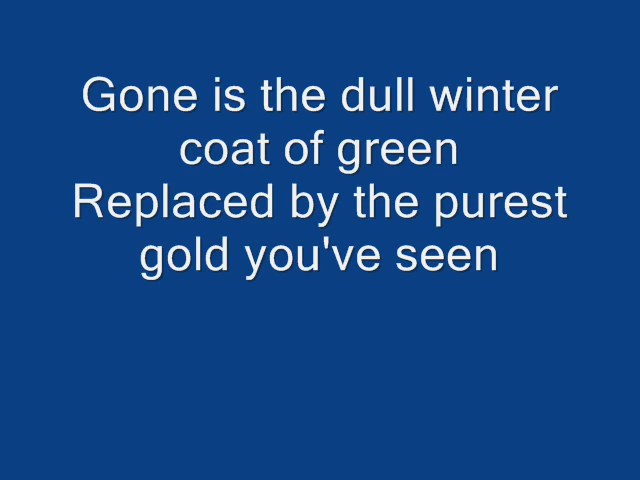 Gone is the dull winter
coat of green
Replaced by the purest
gold you've seen